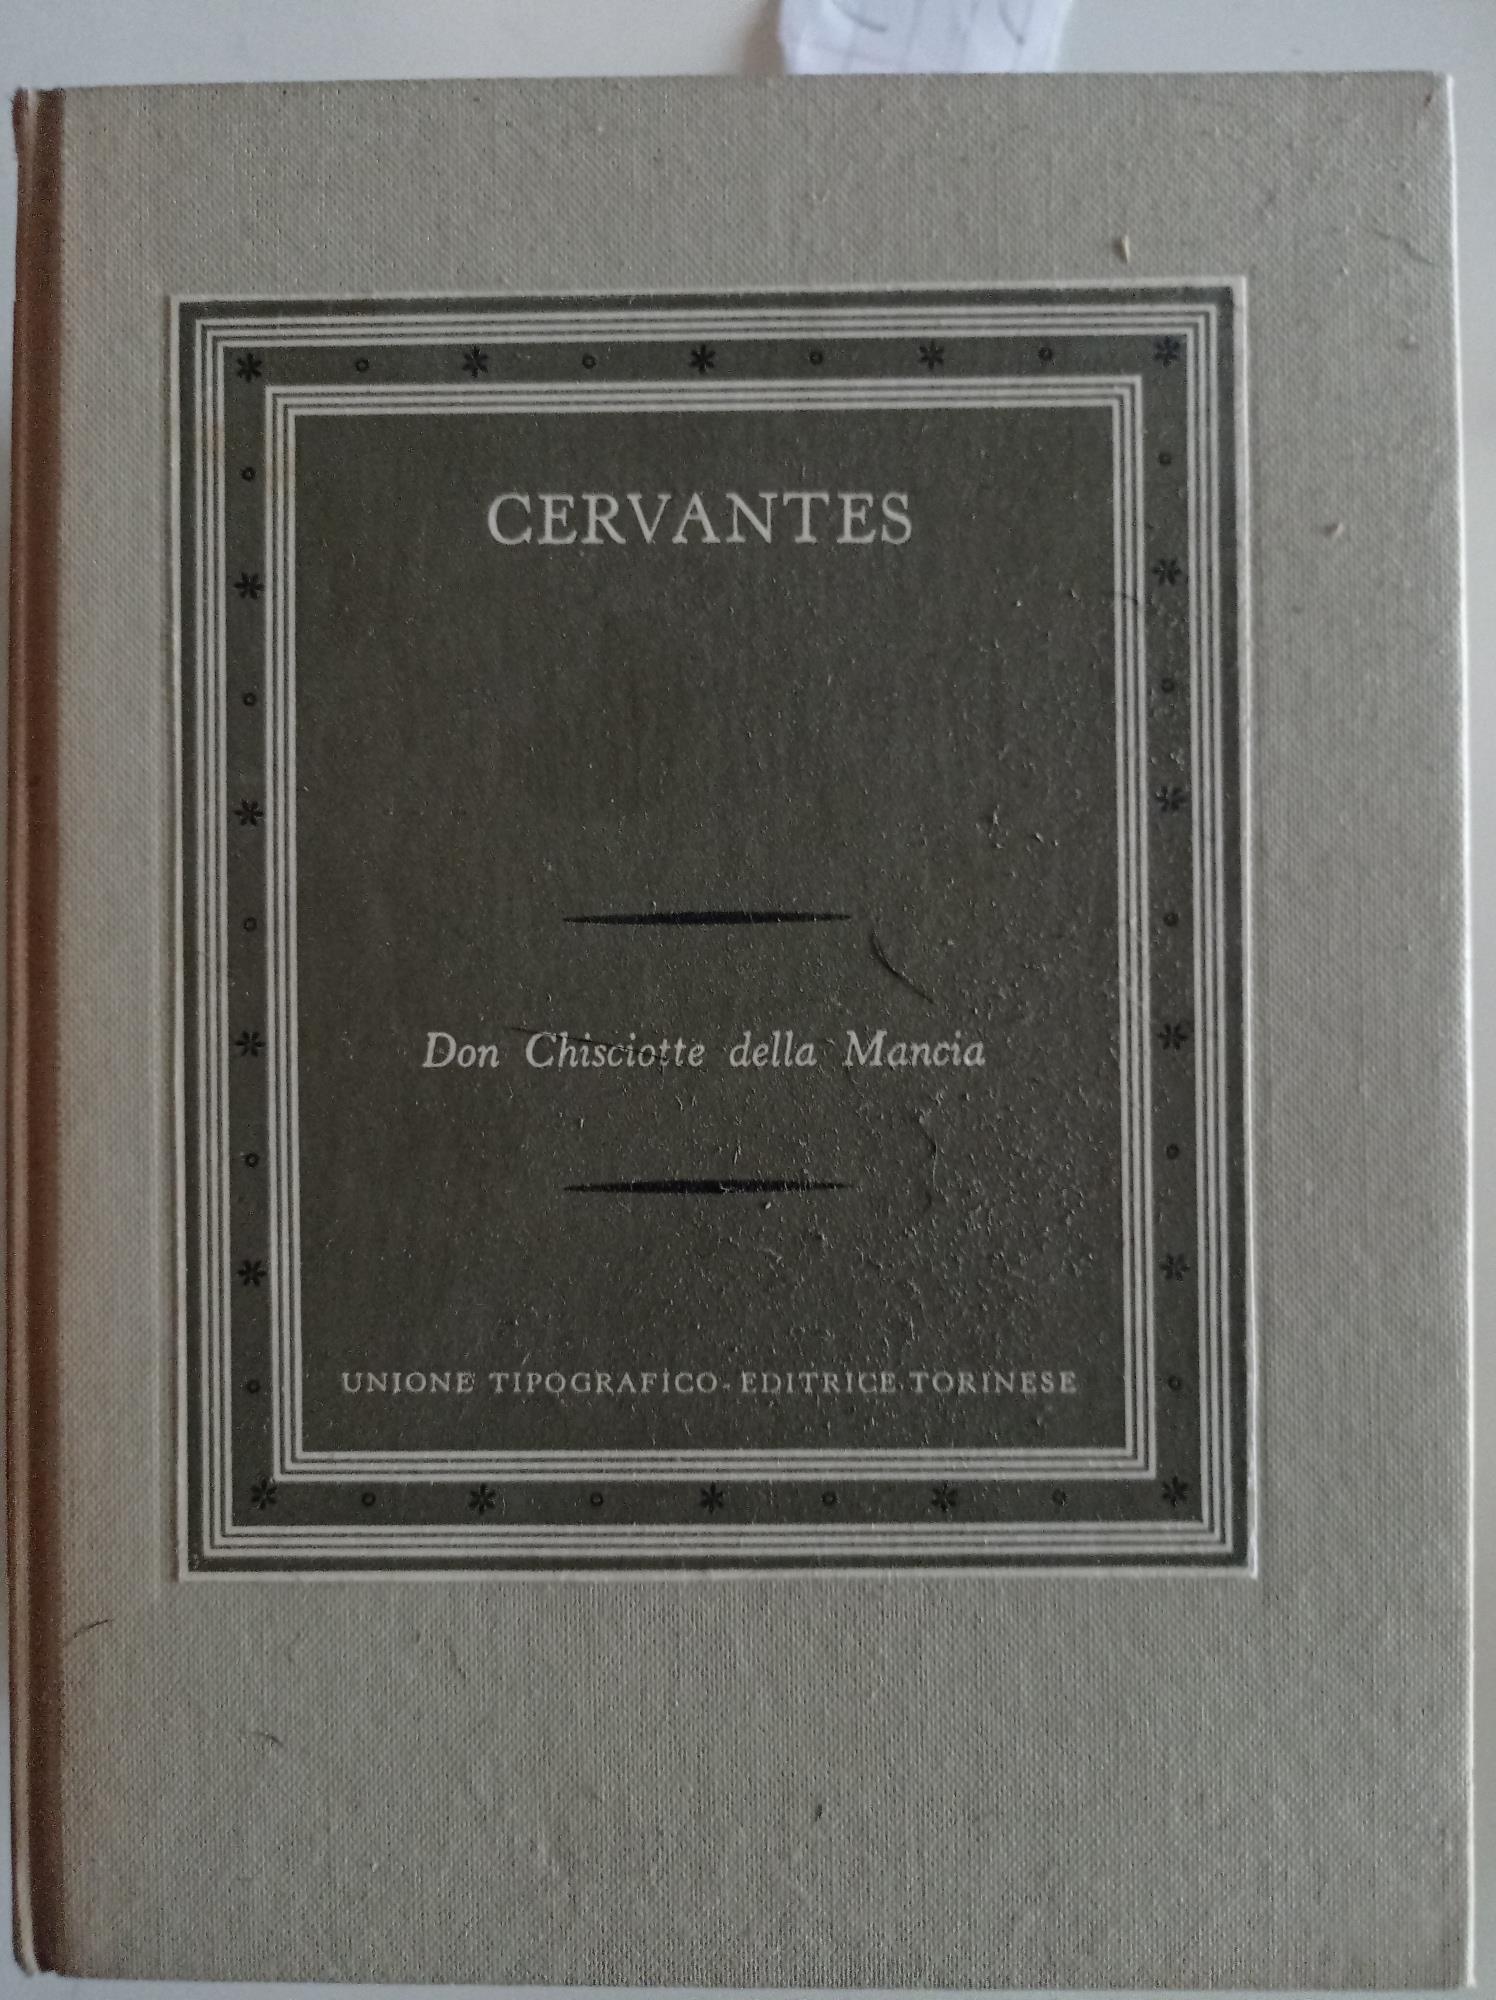 CERVANTES
Don Chisciotte della Mancia
UNIONE TIPOGRAFICO-EDITRICE TORINESE